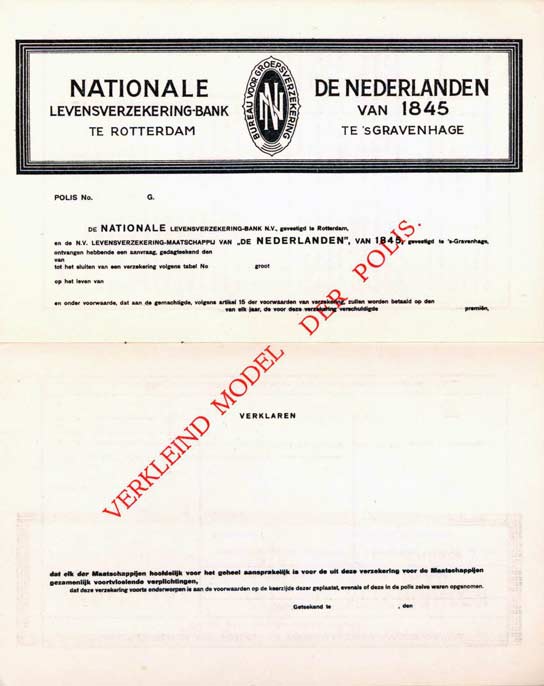 NATIONALE
LEVENSVERZEKERING-BANK
TE ROTTERDAM
BUREAU VOOR GROEPSVERZEKERING
NN
DE NEDERLANDEN
VAN 1845
TE 'sGRAVENHAGE
POLIS No. G.
DE NATIONALE LEVENSVERZEKERING-BANK N.V., gevestigd te Rotterdam,
en de N.V. LEVENSVERZEKERING-MAATSCHAPPIJ VAN „DE NEDERLANDEN”, VAN 1845, gevestigd te 's-Gravenhage,
ontvangen hebbende een aanvraag, gedagteekend den
van
tot het sluiten van een verzekering volgens tabel No groot
op het leven van
en onder voorwaarde, dat aan de gemachtigde, volgens artikel 15 der voorwaarden van verzekering, zullen worden betaald op den
van elk jaar, de voor deze verzekering verschuldigde premiën,
VERKLEIND MODEL DER POLIS.
VERKLAREN
dat elk der Maatschappijen hoofdelijk voor het geheel aansprakelijk is voor de uit deze verzekering voor de Maatschappijen
gezamenlijk voortvloeiende verplichtingen,
dat deze verzekering voorts onderworpen is aan de voorwaarden op de keerzijde dezer geplaatst, evenals of deze in de polis zelve waren opgenomen.
Geteekend te , den